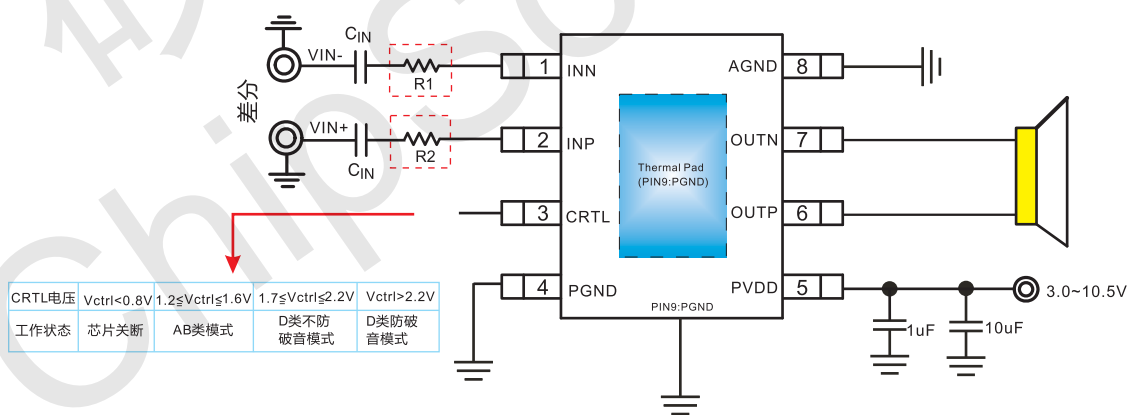 ChipSo
差分
VIN-
CIN
R1
VIN+
CIN
R2
1 INN
2 INP
3 CRTL
4 PGND
AGND 8
OUTN 7
OUTP 6
PVDD 5
Thermal Pad
(PIN9:PGND)
PIN9:PGND
1uF
10uF
3.0~10.5V
CRTL电压 Vctrl<0.8V 1.2≦Vctrl≦1.6V 1.7≦Vctrl≦2.2V Vctrl>2.2V
工作状态 芯片关断 AB类模式 D类不防 D类防破
破音模式 音模式